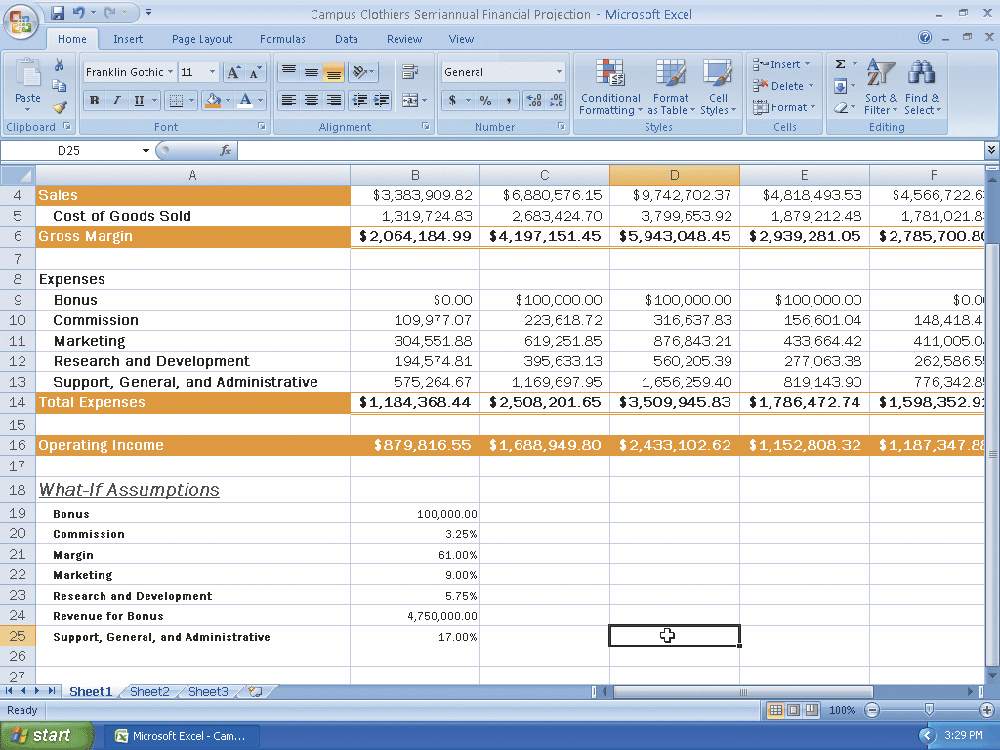 Campus Clothiers Semiannual Financial Projection - Microsoft Excel
Home Insert Page Layout Formulas Data Review View
Paste
Franklin Gothic 11
B I U A
General
$ % ,
Conditional Formatting
Format as Table
Cell Styles
Insert
Delete
Format
Σ
Sort & Filter
Find & Select
Clipboard Font Alignment Number Styles Cells Editing
D25 fx
A B C D E F
4 Sales $3,383,909.82 $6,880,576.15 $9,742,702.37 $4,818,493.53 $4,566,722.6
5 Cost of Goods Sold 1,319,724.83 2,683,424.70 3,799,653.92 1,879,212.48 1,781,021.8
6 Gross Margin $2,064,184.99 $4,197,151.45 $5,943,048.45 $2,939,281.05 $2,785,700.80
7
8 Expenses
9 Bonus $0.00 $100,000.00 $100,000.00 $100,000.00 $0.0
10 Commission 109,977.07 223,618.72 316,637.83 156,601.04 148,418.4
11 Marketing 304,551.88 619,251.85 876,843.21 433,664.42 411,005.0
12 Research and Development 194,574.81 395,633.13 560,205.39 277,063.38 262,586.5
13 Support, General, and Administrative 575,264.67 1,169,697.95 1,656,259.40 819,143.90 776,342.8
14 Total Expenses $1,184,368.44 $2,508,201.65 $3,509,945.83 $1,786,472.74 $1,598,352.9
15
16 Operating Income $879,816.55 $1,688,949.80 $2,433,102.62 $1,152,808.32 $1,187,347.88
17
18 What-If Assumptions
19 Bonus 100,000.00
20 Commission 3.25%
21 Margin 61.00%
22 Marketing 9.00%
23 Research and Development 5.75%
24 Revenue for Bonus 4,750,000.00
25 Support, General, and Administrative 17.00%
26
27
Sheet1 Sheet2 Sheet3
Ready 100%
start Microsoft Excel - Cam... 3:29 PM